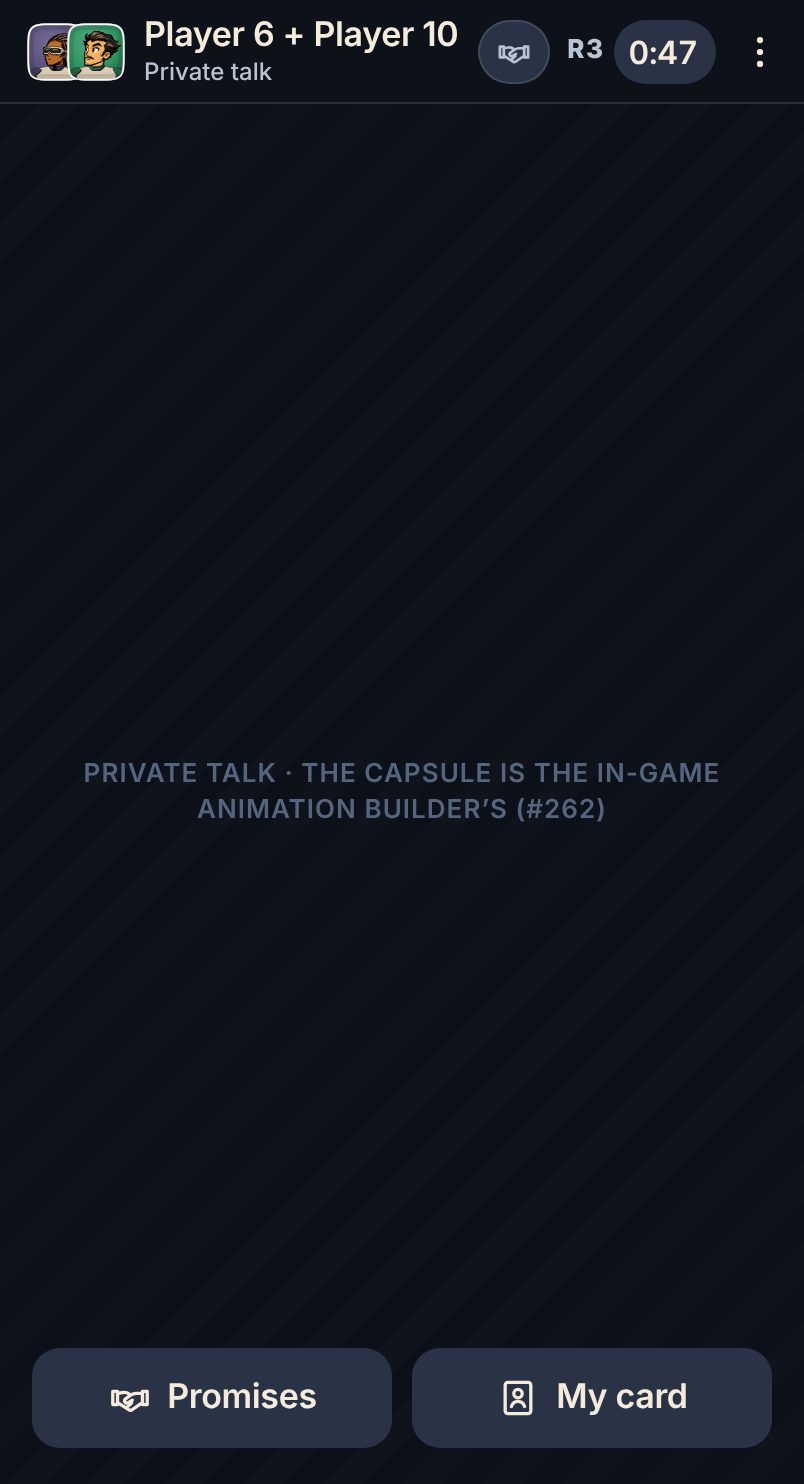 Player 6 + Player 10
Private talk
R3
0:47
PRIVATE TALK · THE CAPSULE IS THE IN-GAME
ANIMATION BUILDER’S (#262)
Promises
My card